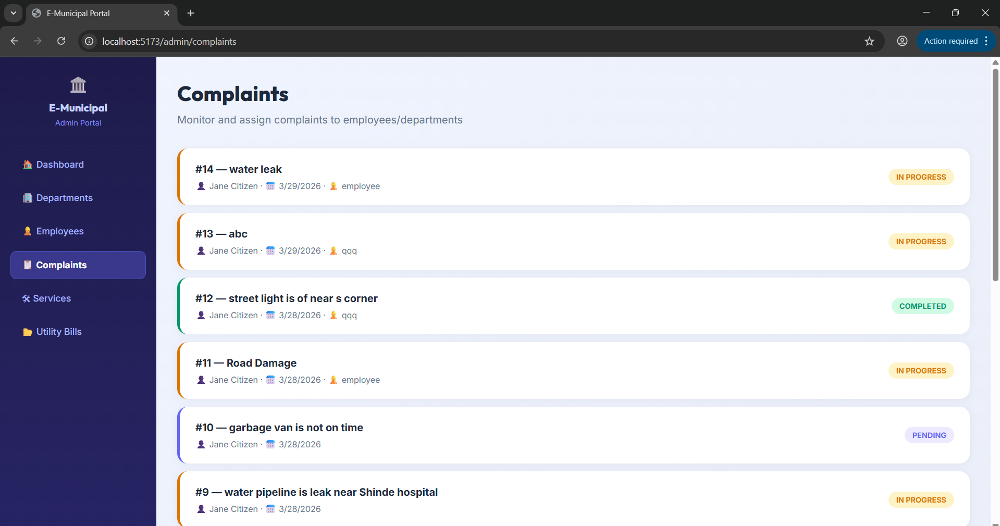 E-Municipal Portal
localhost:5173/admin/complaints
Action required
E-Municipal
Admin Portal
Dashboard
Departments
Employees
Complaints
Services
Utility Bills
Complaints
Monitor and assign complaints to employees/departments
#14 — water leak
Jane Citizen · 3/29/2026 · employee
IN PROGRESS
#13 — abc
Jane Citizen · 3/29/2026 · qqq
IN PROGRESS
#12 — street light is of near s corner
Jane Citizen · 3/28/2026 · qqq
COMPLETED
#11 — Road Damage
Jane Citizen · 3/28/2026 · employee
IN PROGRESS
#10 — garbage van is not on time
Jane Citizen · 3/28/2026
PENDING
#9 — water pipeline is leak near Shinde hospital
Jane Citizen · 3/28/2026
IN PROGRESS